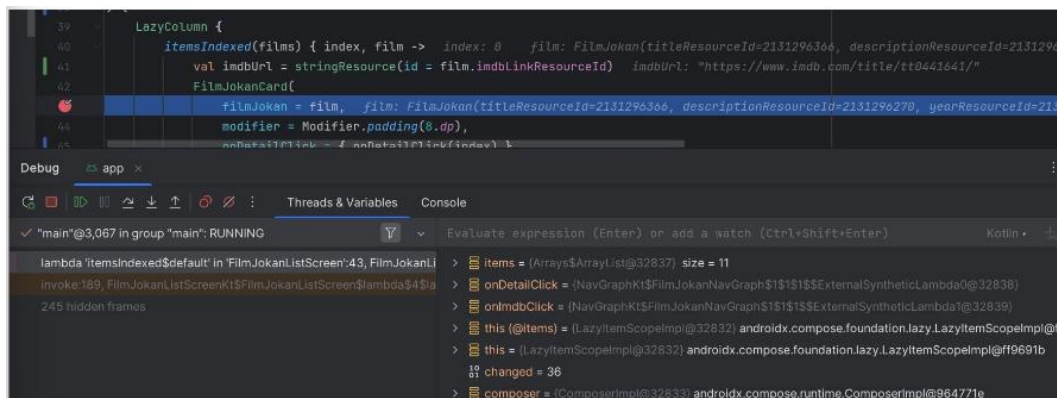 39 LazyColumn {
40 itemsIndexed(films) { index, film -> index: 0 film: FilmJokan(titleResourceId=2131296366, descriptionResourceId=2131296
41 val imdbUrl = stringResource(id = film.imdbLinkResourceId) imdbUrl: "https://www.imdb.com/title/tt0441641/"
42 FilmJokanCard(
filmJokan = film, film: FilmJokan(titleResourceId=2131296366, descriptionResourceId=2131296270, yearResourceId=213
44 modifier = Modifier.padding(8.dp),
45 onDetailClick = { onDetailClick(index) }
Debug app
Threads & Variables Console
"main"@3,067 in group "main": RUNNING
Evaluate expression (Enter) or add a watch (Ctrl+Shift+Enter) Kotlin
lambda 'itemsIndexed$default' in 'FilmJokanListScreen':43, FilmJokanLi
invoke:189, FilmJokanListScreenKt$FilmJokanListScreen$lambda$4$la
245 hidden frames
items = {Arrays$ArrayList@32837} size = 11
onDetailClick = {NavGraphKt$FilmJokanNavGraph$1$1$1$$ExternalSyntheticLambda0@32838}
onImdbClick = {NavGraphKt$FilmJokanNavGraph$1$1$1$$ExternalSyntheticLambda1@32839}
this (@items) = {LazyItemScopeImpl@32832} androidx.compose.foundation.lazy.LazyItemScopeImpl@f
this = {LazyItemScopeImpl@32832} androidx.compose.foundation.lazy.LazyItemScopeImpl@ff9691b
changed = 36
composer = {ComposerImpl@32833} androidx.compose.runtime.ComposerImpl@964771e